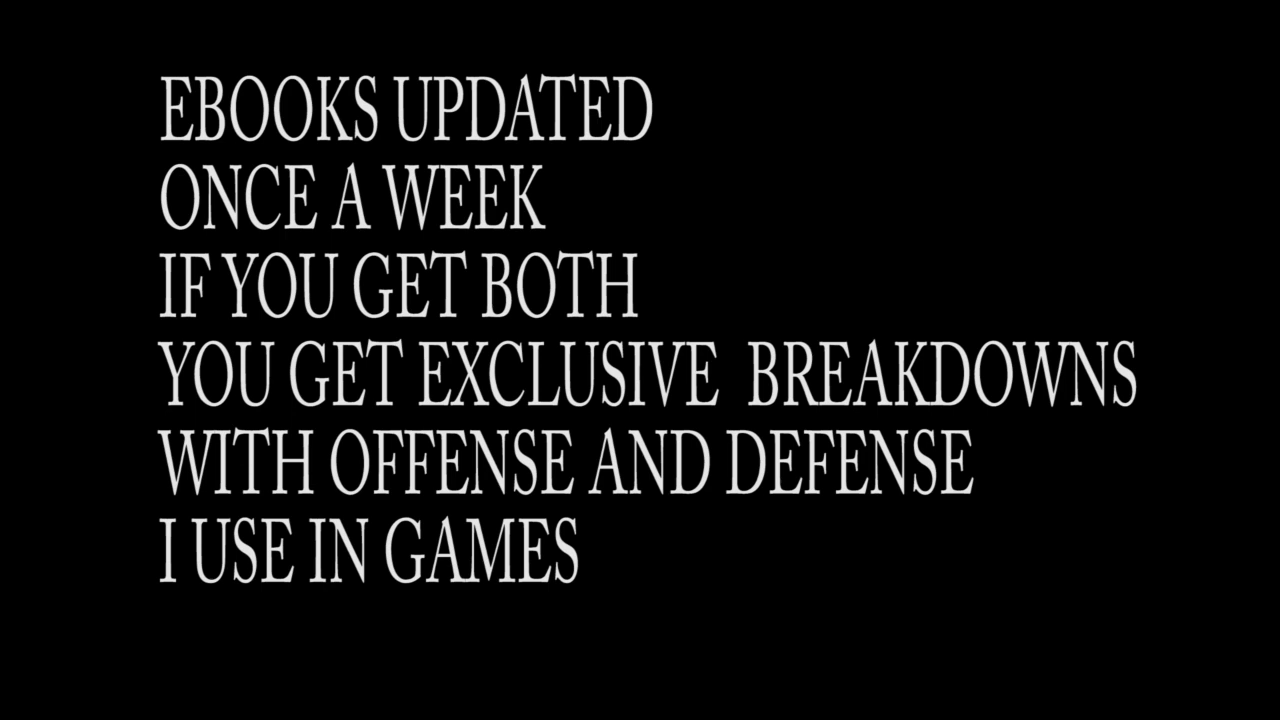 EBOOKS UPDATED
ONCE A WEEK
IF YOU GET BOTH
YOU GET EXCLUSIVE  BREAKDOWNS
WITH OFFENSE AND DEFENSE
I USE IN GAMES